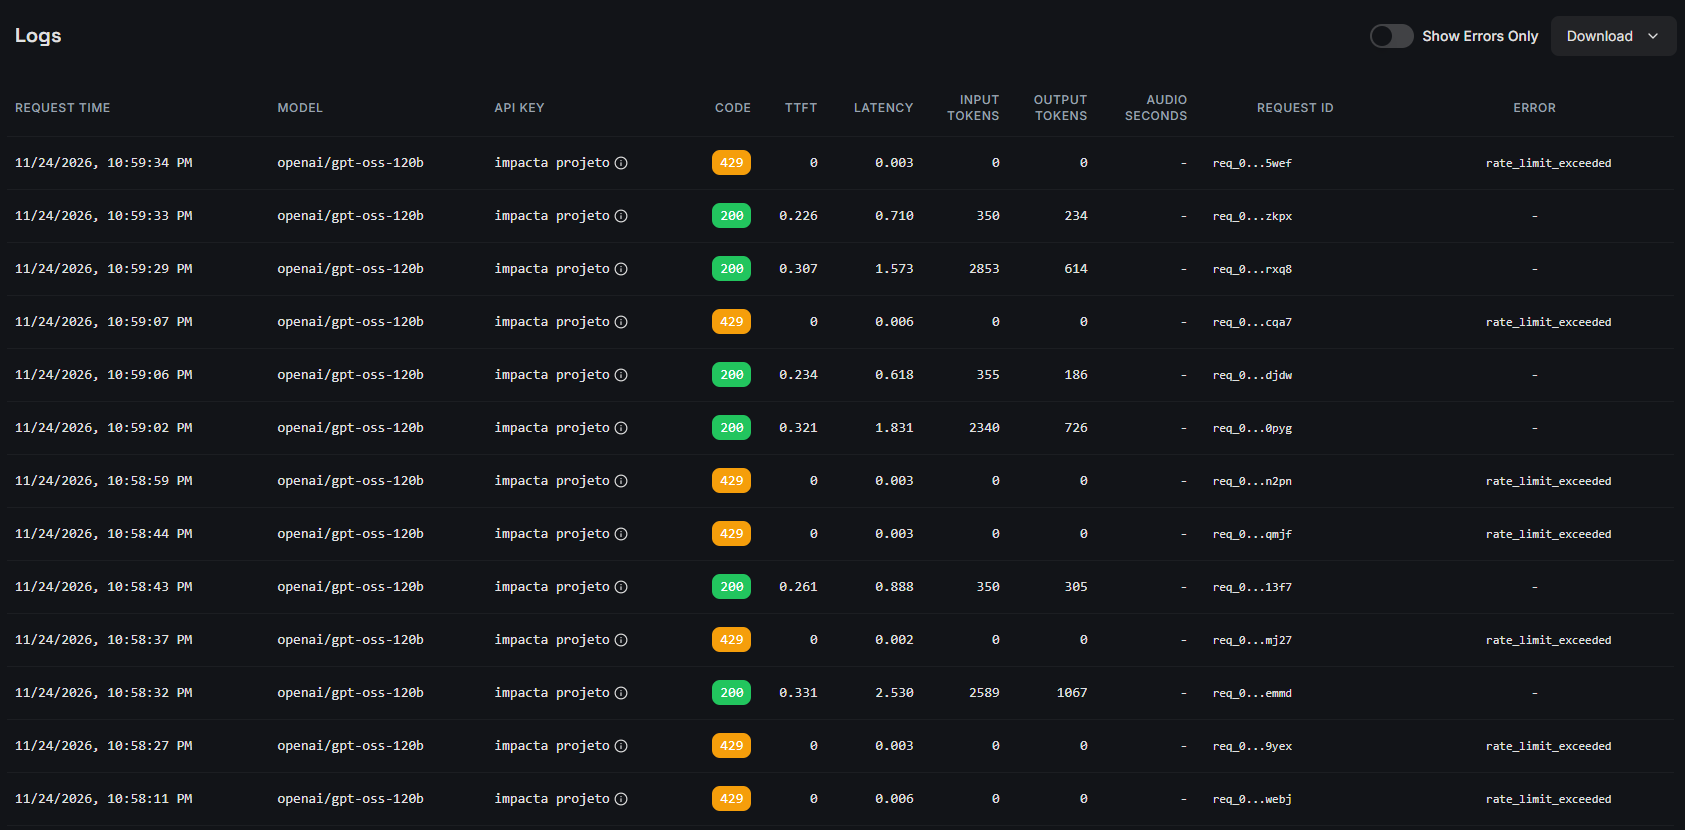 Logs
Show Errors Only
Download
REQUEST TIME MODEL API KEY CODE TTFT LATENCY INPUT TOKENS OUTPUT TOKENS AUDIO SECONDS REQUEST ID ERROR
11/24/2026, 10:59:34 PM openai/gpt-oss-120b impacta projeto 429 0 0.003 0 0 - req_0...5wef rate_limit_exceeded
11/24/2026, 10:59:33 PM openai/gpt-oss-120b impacta projeto 200 0.226 0.710 350 234 - req_0...zkpx -
11/24/2026, 10:59:29 PM openai/gpt-oss-120b impacta projeto 200 0.307 1.573 2853 614 - req_0...rxq8 -
11/24/2026, 10:59:07 PM openai/gpt-oss-120b impacta projeto 429 0 0.006 0 0 - req_0...cqa7 rate_limit_exceeded
11/24/2026, 10:59:06 PM openai/gpt-oss-120b impacta projeto 200 0.234 0.618 355 186 - req_0...djdw -
11/24/2026, 10:59:02 PM openai/gpt-oss-120b impacta projeto 200 0.321 1.831 2340 726 - req_0...0pyg -
11/24/2026, 10:58:59 PM openai/gpt-oss-120b impacta projeto 429 0 0.003 0 0 - req_0...n2pn rate_limit_exceeded
11/24/2026, 10:58:44 PM openai/gpt-oss-120b impacta projeto 429 0 0.003 0 0 - req_0...qmjf rate_limit_exceeded
11/24/2026, 10:58:43 PM openai/gpt-oss-120b impacta projeto 200 0.261 0.888 350 305 - req_0...13f7 -
11/24/2026, 10:58:37 PM openai/gpt-oss-120b impacta projeto 429 0 0.002 0 0 - req_0...mj27 rate_limit_exceeded
11/24/2026, 10:58:32 PM openai/gpt-oss-120b impacta projeto 200 0.331 2.530 2589 1067 - req_0...emmd -
11/24/2026, 10:58:27 PM openai/gpt-oss-120b impacta projeto 429 0 0.003 0 0 - req_0...9yex rate_limit_exceeded
11/24/2026, 10:58:11 PM openai/gpt-oss-120b impacta projeto 429 0 0.006 0 0 - req_0...webj rate_limit_exceeded